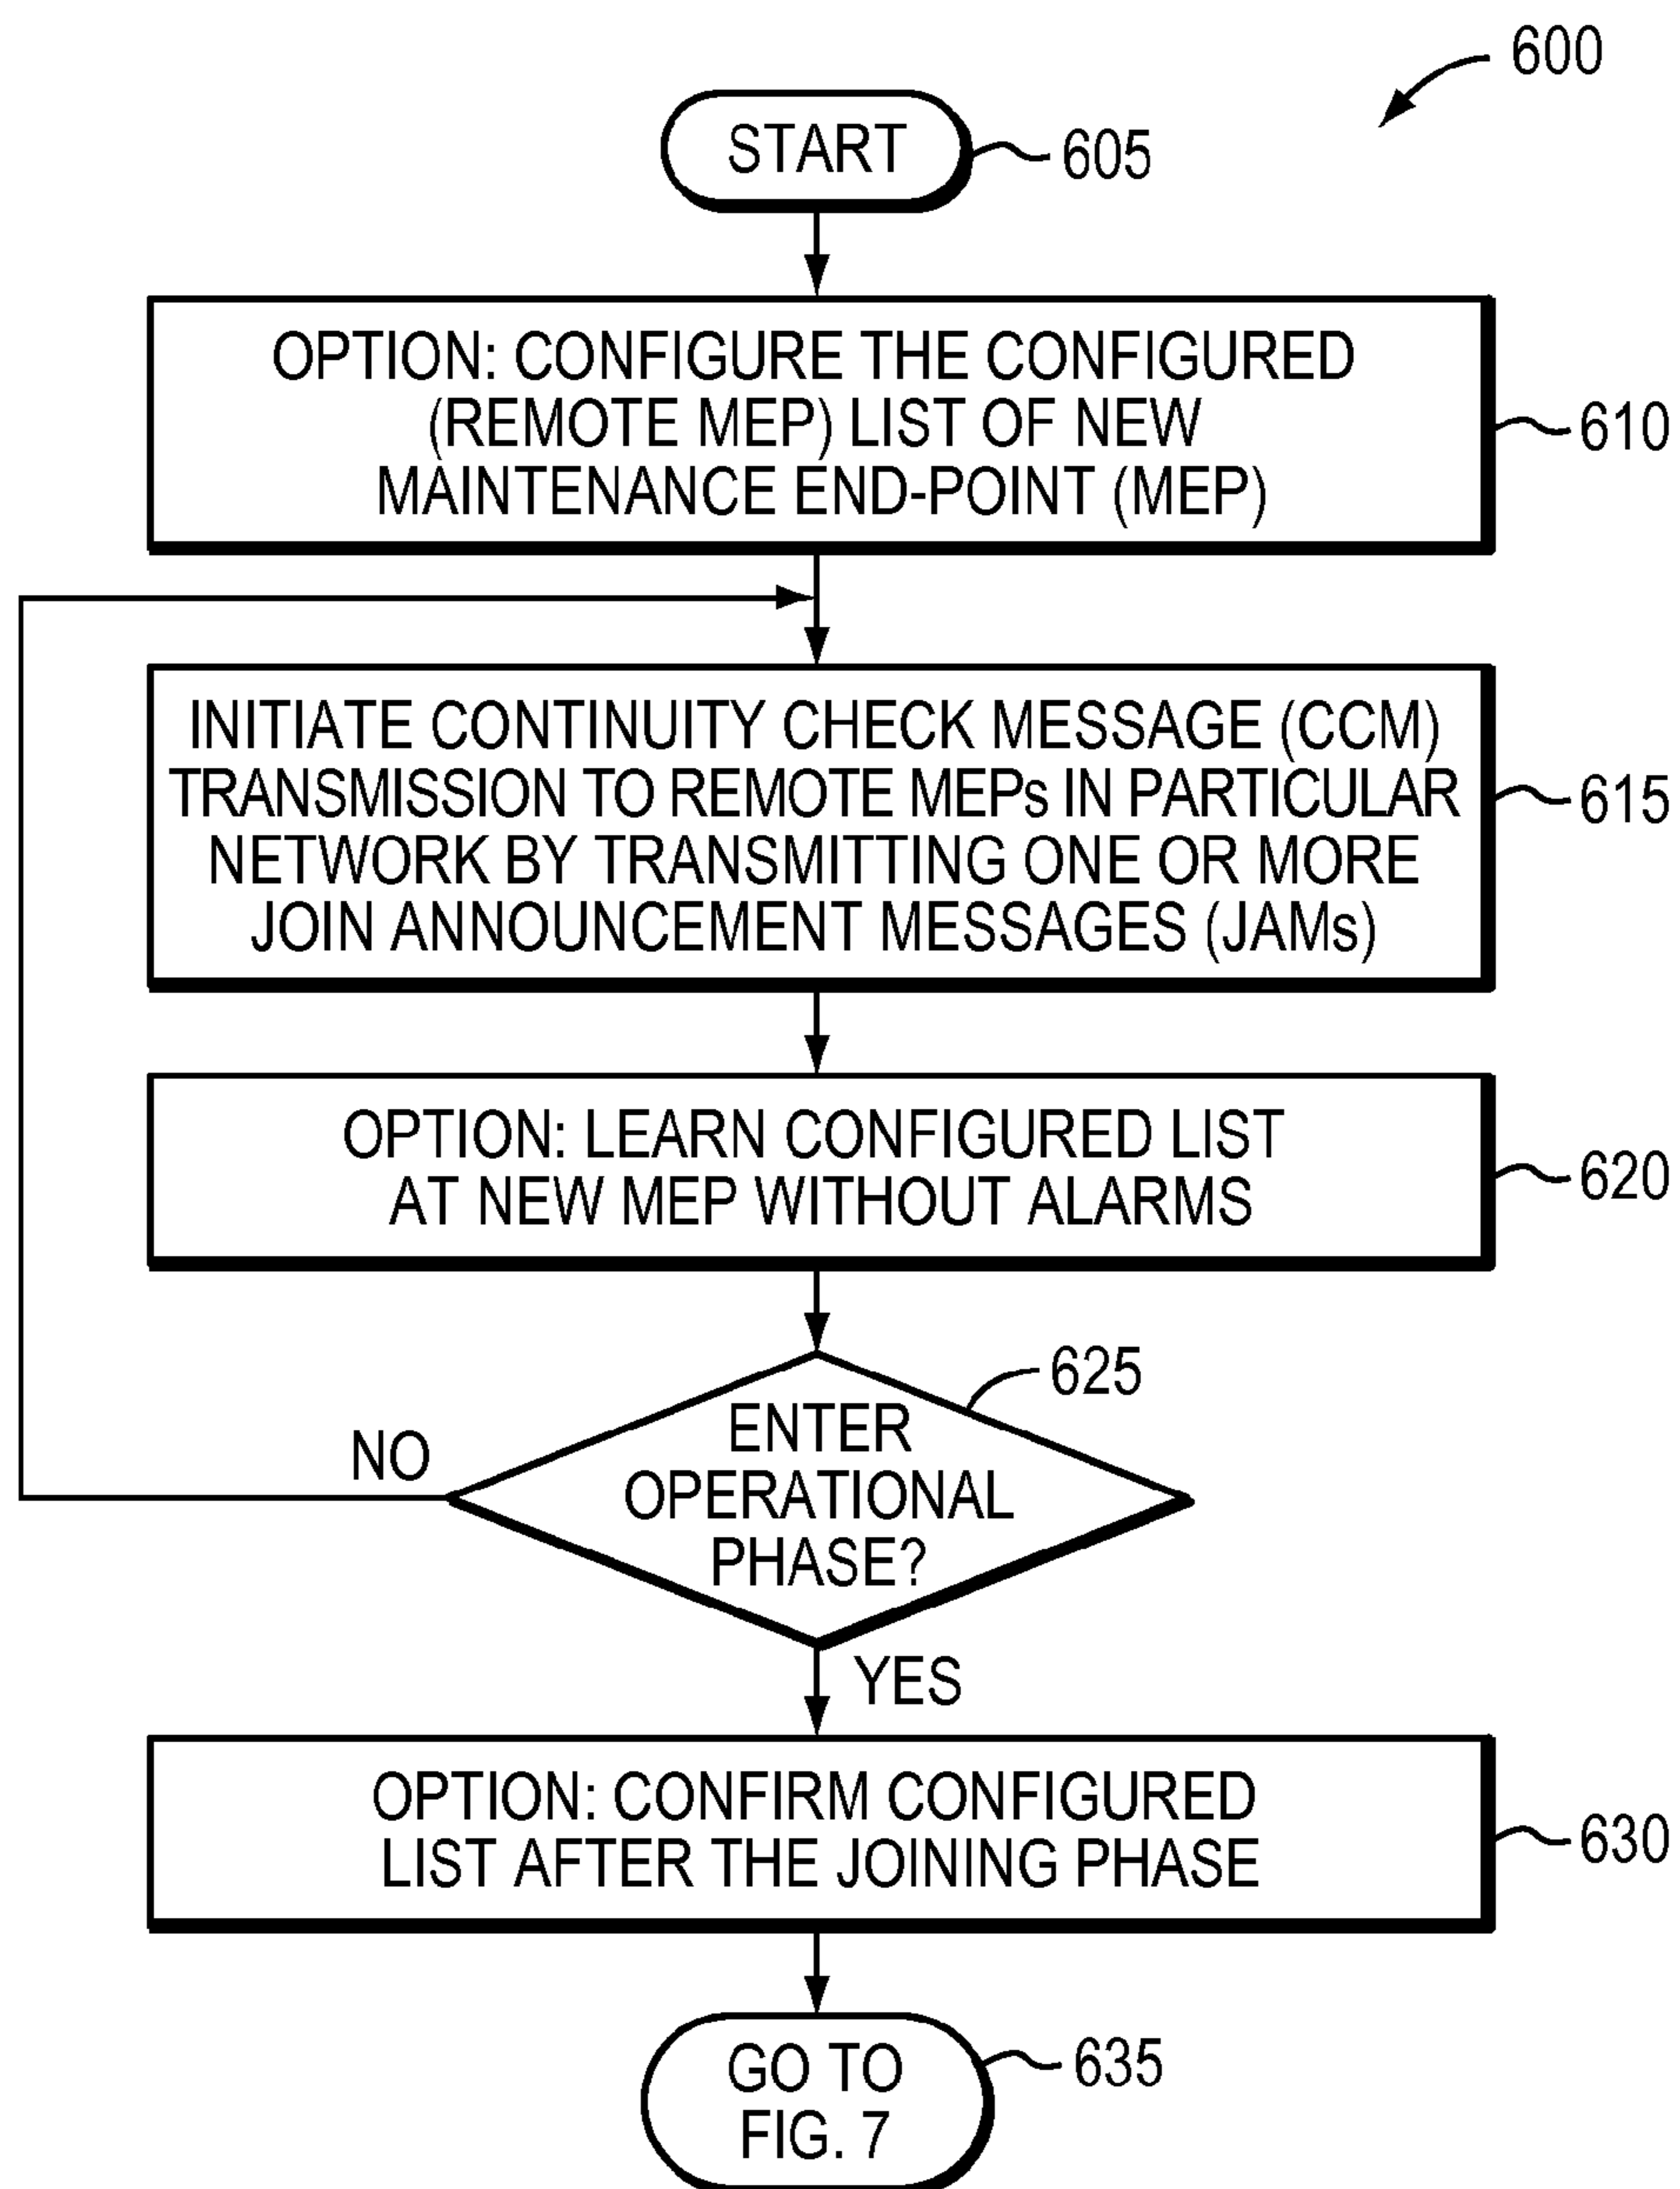 600
START
605
OPTION: CONFIGURE THE CONFIGURED
(REMOTE MEP) LIST OF NEW
MAINTENANCE END-POINT (MEP)
610
INITIATE CONTINUITY CHECK MESSAGE (CCM)
TRANSMISSION TO REMOTE MEPs IN PARTICULAR
NETWORK BY TRANSMITTING ONE OR MORE
JOIN ANNOUNCEMENT MESSAGES (JAMs)
615
OPTION: LEARN CONFIGURED LIST
AT NEW MEP WITHOUT ALARMS
620
625
ENTER
OPERATIONAL
PHASE?
NO
YES
OPTION: CONFIRM CONFIGURED
LIST AFTER THE JOINING PHASE
630
GO TO
FIG. 7
635